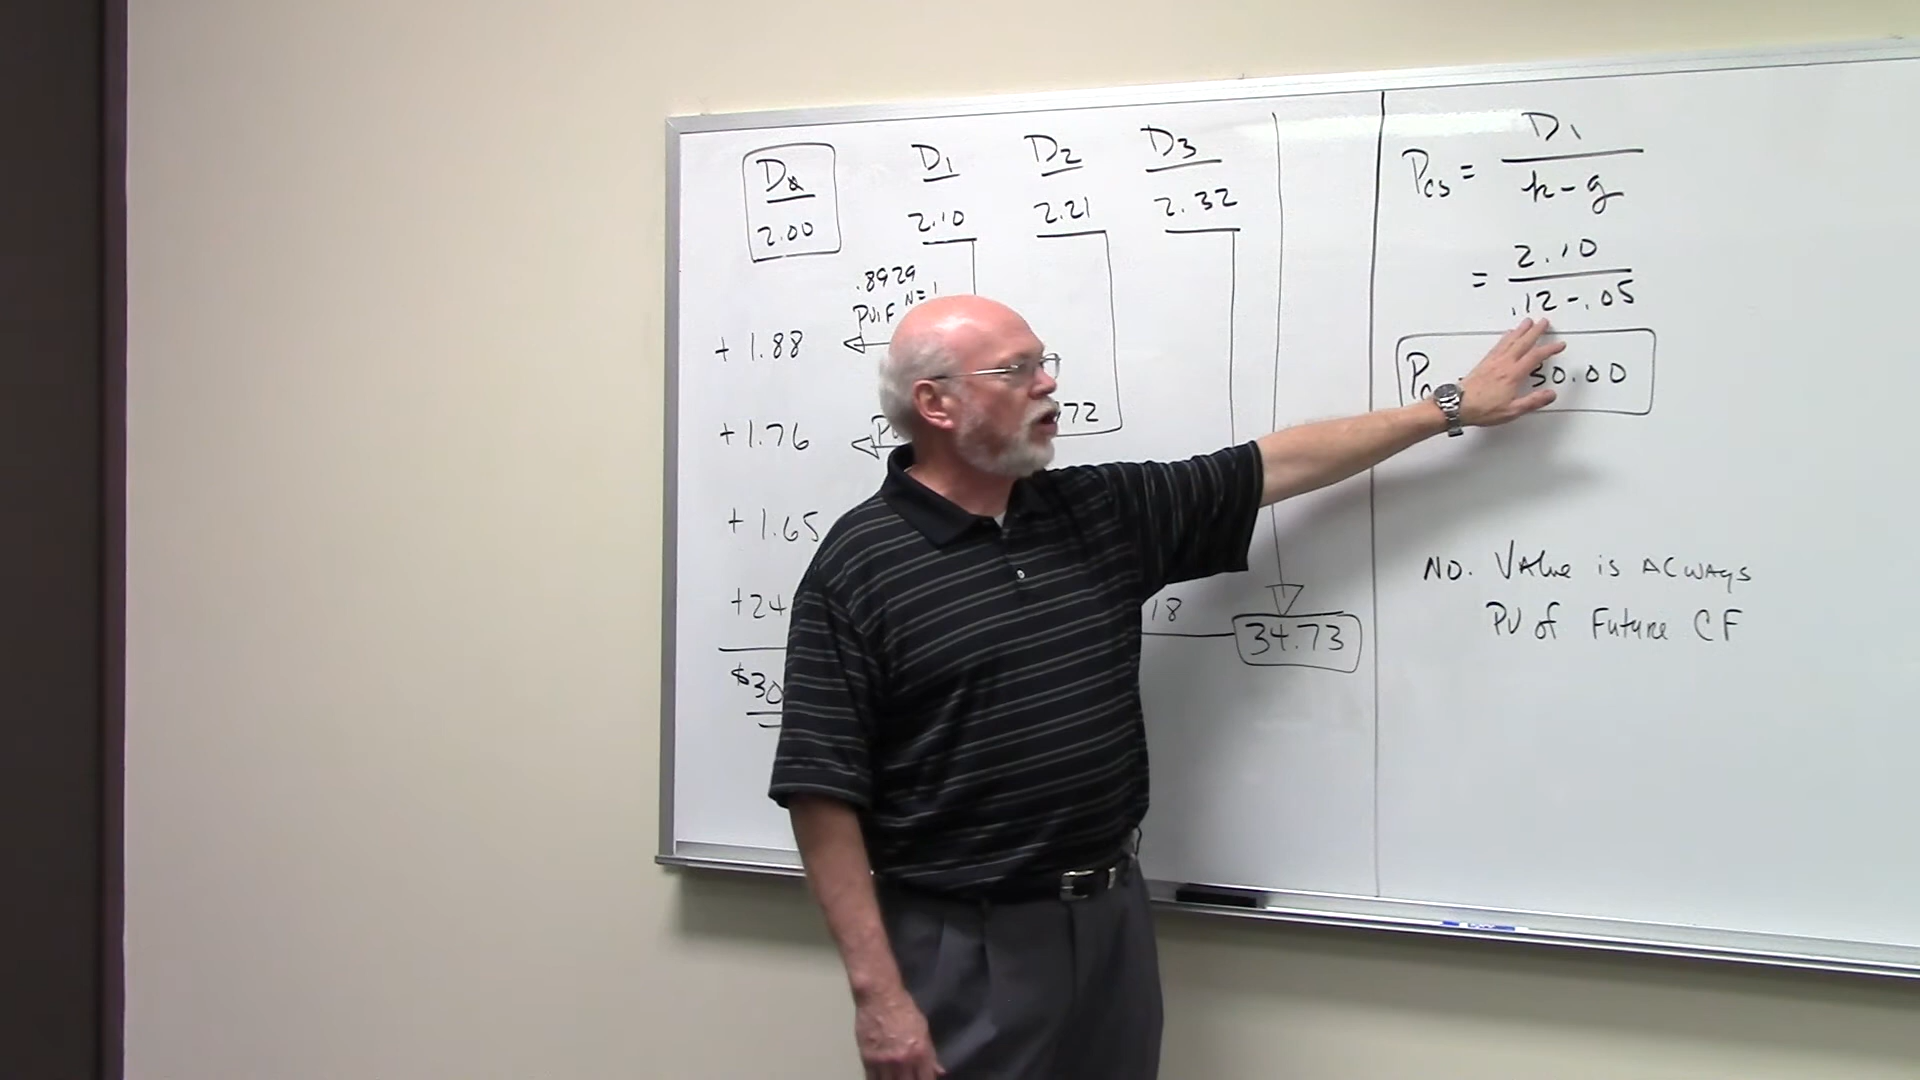 D0 D1 D2 D3
2.00 2.10 2.21 2.32
.8929
PVIF N=1
+ 1.88
72
+ 1.76
+ 1.65
+24
18
34.73
$30
Pcs = D1
k-g
= 2.10
.12-.05
30.00
NO. VAlue is ALWAYS
PV of Future CF